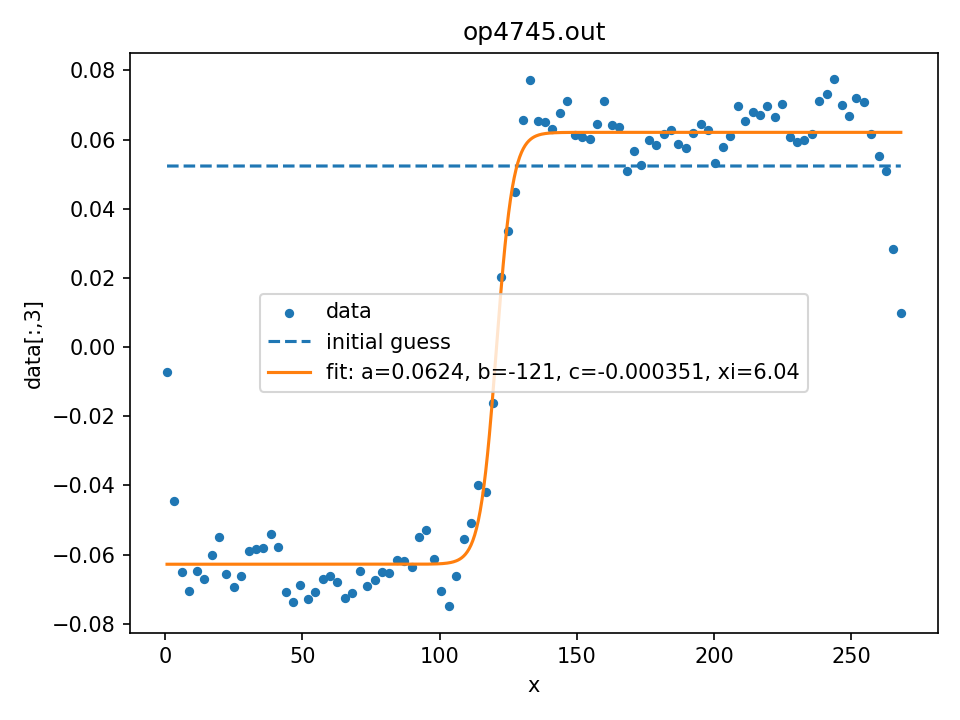 op4745.out
0.08
0.06
0.04
0.02
0.00
−0.02
−0.04
−0.06
−0.08
data[:,3]
data
initial guess
fit: a=0.0624, b=-121, c=-0.000351, xi=6.04
0 50 100 150 200 250
x